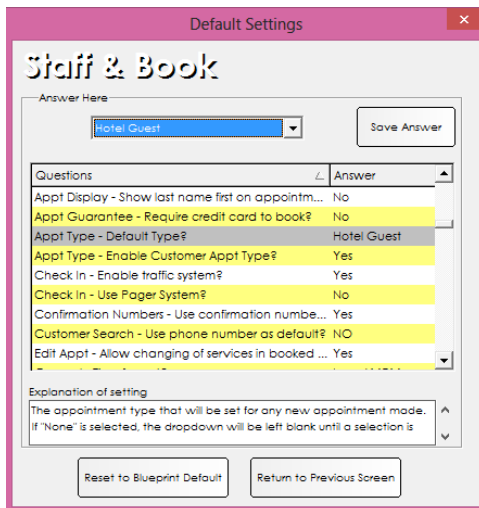 Default Settings
Staff & Book
Answer Here
Hotel Guest
Save Answer
Questions Answer
Appt Display - Show last name first on appointm... No
Appt Guarantee - Require credit card to book? No
Appt Type - Default Type? Hotel Guest
Appt Type - Enable Customer Appt Type? Yes
Check In - Enable traffic system? Yes
Check In - Use Pager System? No
Confirmation Numbers - Use confirmation numbe... Yes
Customer Search - Use phone number as default? NO
Edit Appt - Allow changing of services in booked ... Yes
Explanation of setting
The appointment type that will be set for any new appointment made.
If "None" is selected, the dropdown will be left blank until a selection is
Reset to Blueprint Default Return to Previous Screen